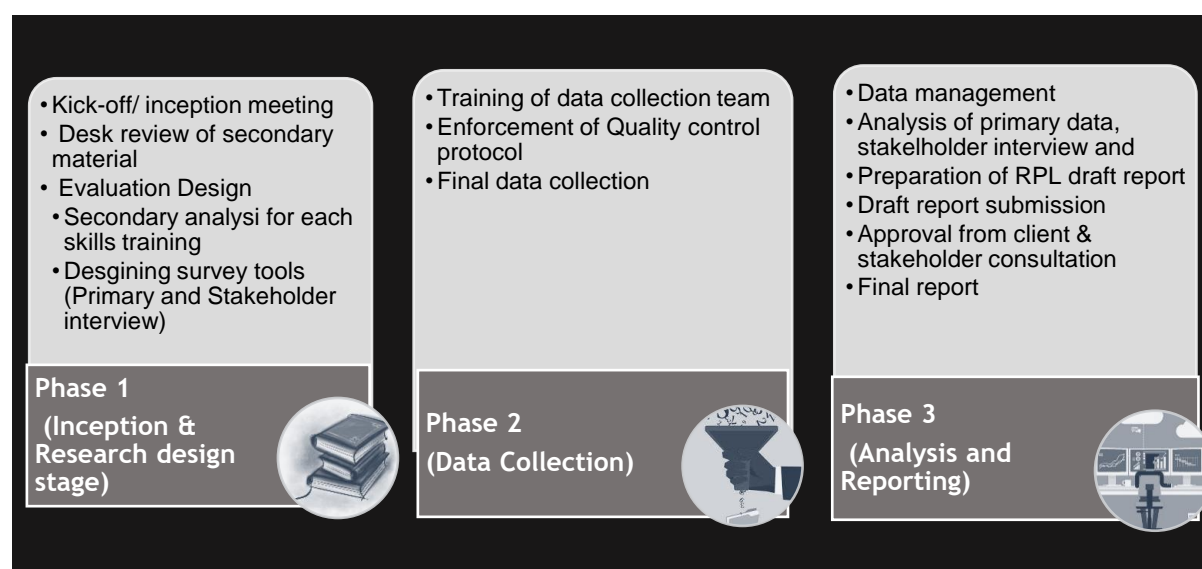 •Kick-off/ inception meeting
• Desk review of secondary
material
• Evaluation Design
•Secondary analysi for each
skills training
•Desgining survey tools
(Primary and Stakeholder
interview)
Phase 1
(Inception &
Research design
stage)
•Training of data collection team
•Enforcement of Quality control
protocol
•Final data collection
Phase 2
(Data Collection)
•Data management
•Analysis of primary data,
stakelholder interview and
•Preparation of RPL draft report
•Draft report submission
•Approval from client &
stakeholder consultation
•Final report
Phase 3
(Analysis and
Reporting)